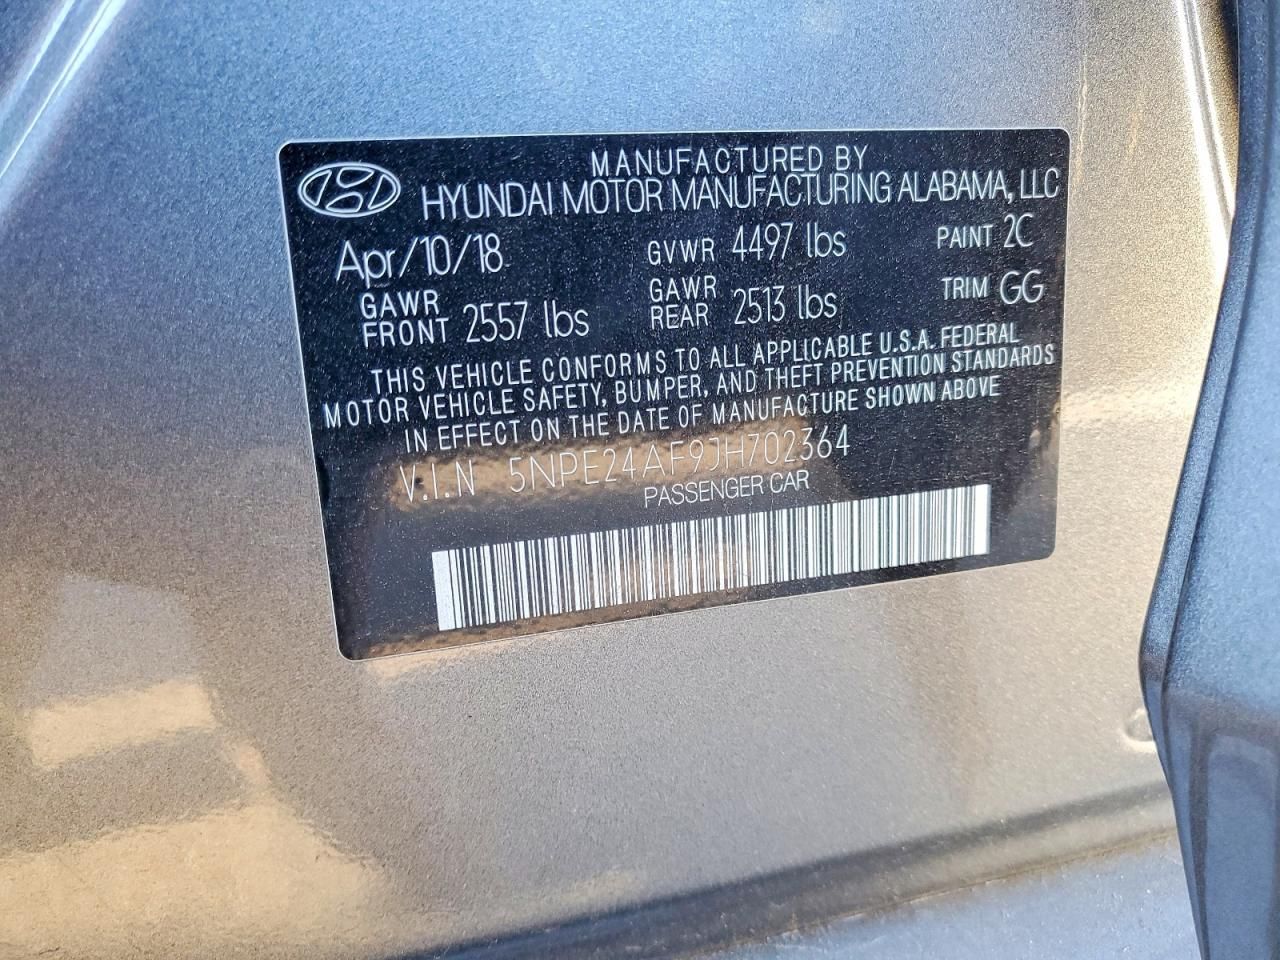 MANUFACTURED BY
HYUNDAI MOTOR MANUFACTURING ALABAMA, LLC
Apr/10/18 GVWR 4497 lbs PAINT 2C
GAWR FRONT 2557 lbs GAWR REAR 2513 lbs TRIM GG
THIS VEHICLE CONFORMS TO ALL APPLICABLE U.S.A. FEDERAL
MOTOR VEHICLE SAFETY, BUMPER, AND THEFT PREVENTION STANDARDS
IN EFFECT ON THE DATE OF MANUFACTURE SHOWN ABOVE
V.I.N 5NPE24AF9JH702364
PASSENGER CAR